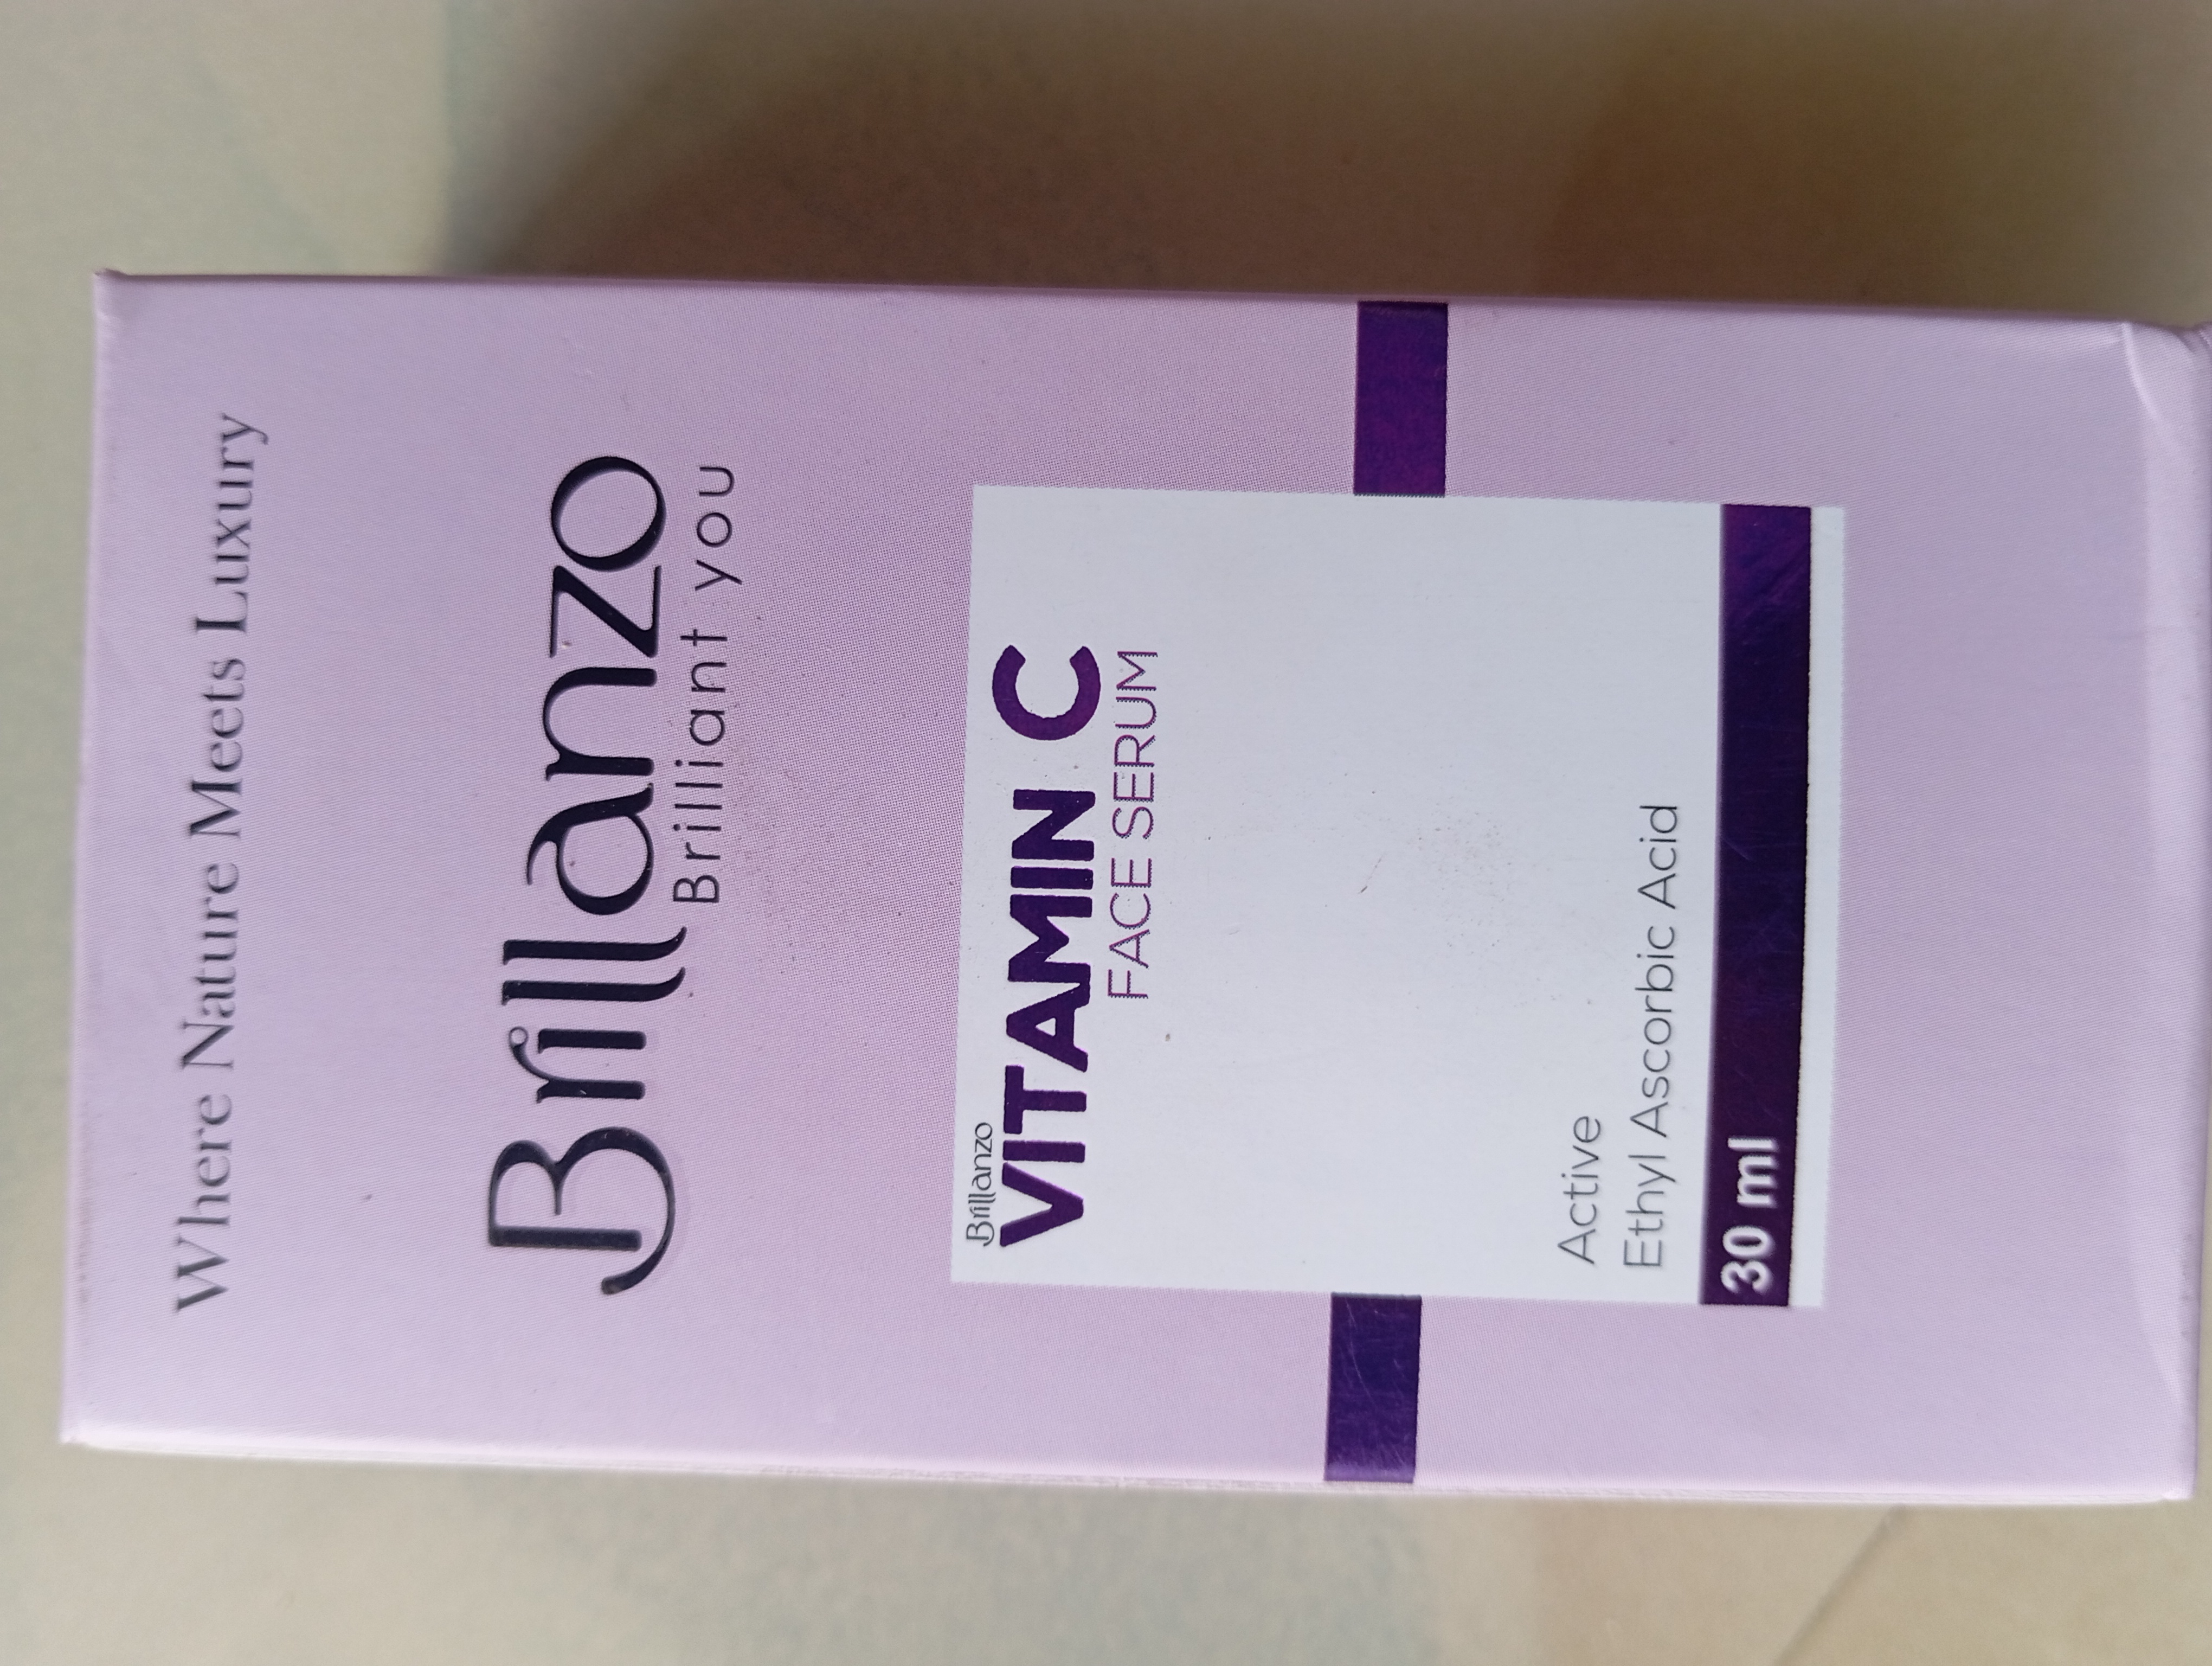 Where Nature Meets Luxury
Brillanzo
Brilliant you
Brillanzo
VITAMIN C
FACE SERUM
Active
Ethyl Ascorbic Acid
30 ml